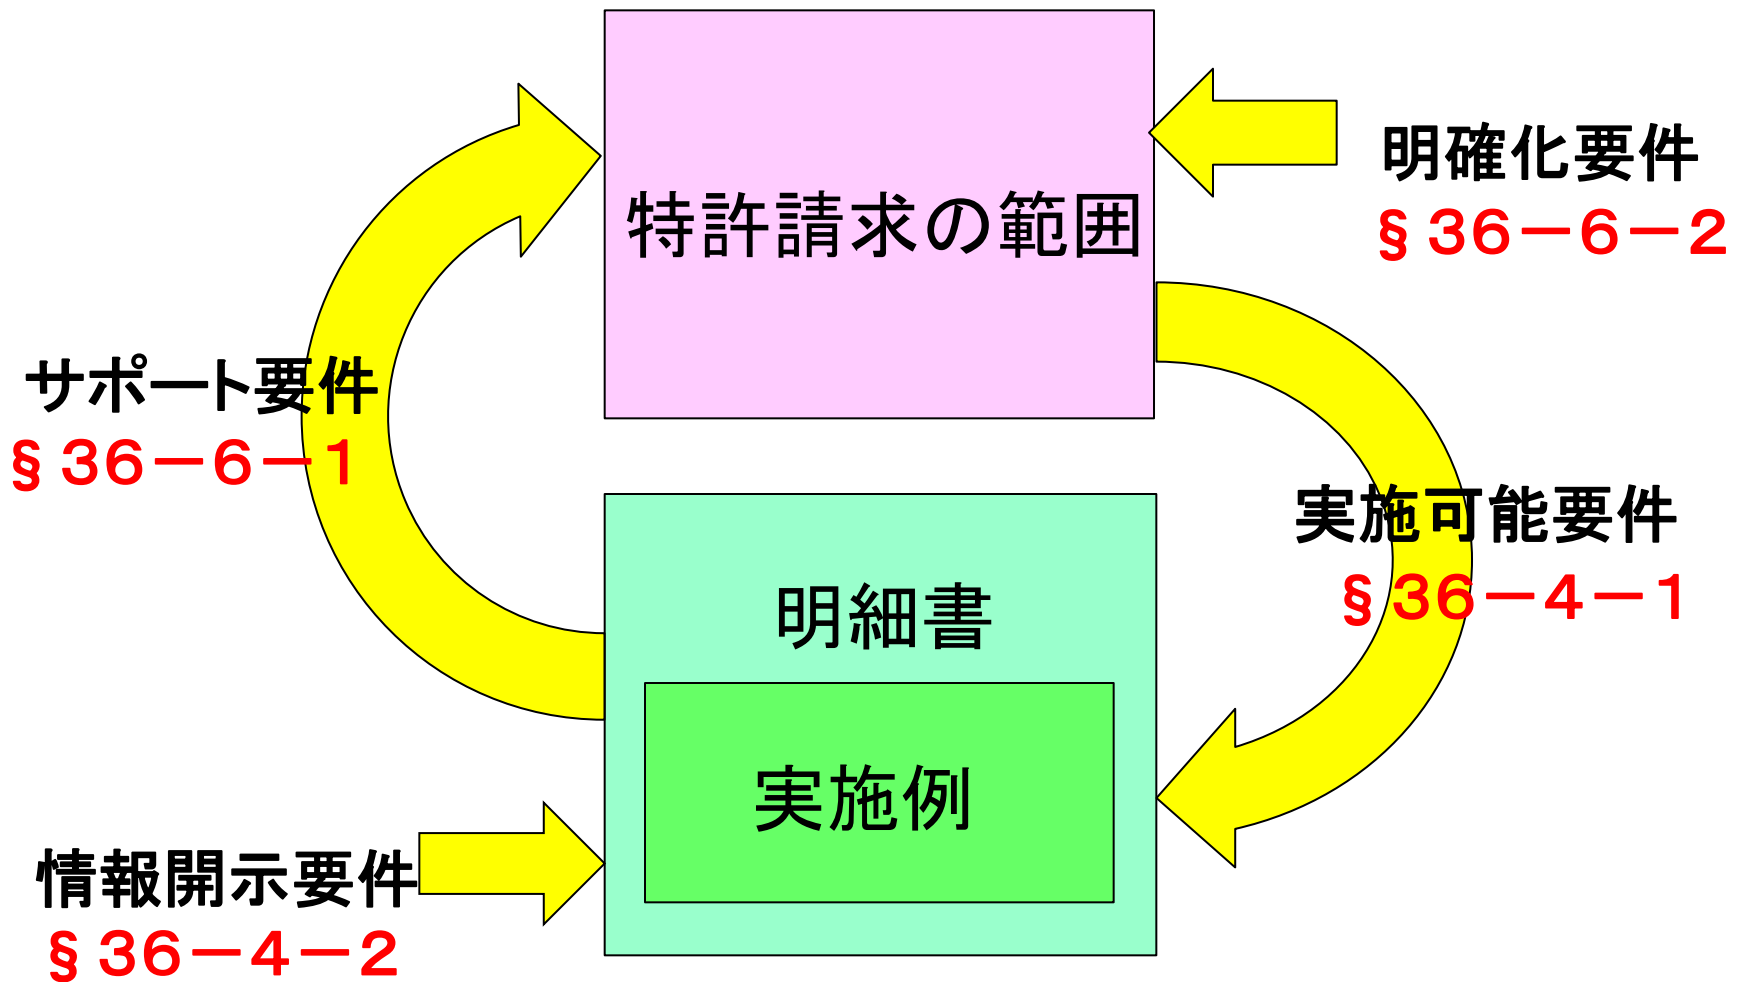 明確化要件
§３６－６－２
特許請求の範囲
サポート要件
§３６－６－１
実施可能要件
§３６－４－１
明細書
実施例
情報開示要件
§３６－４－２